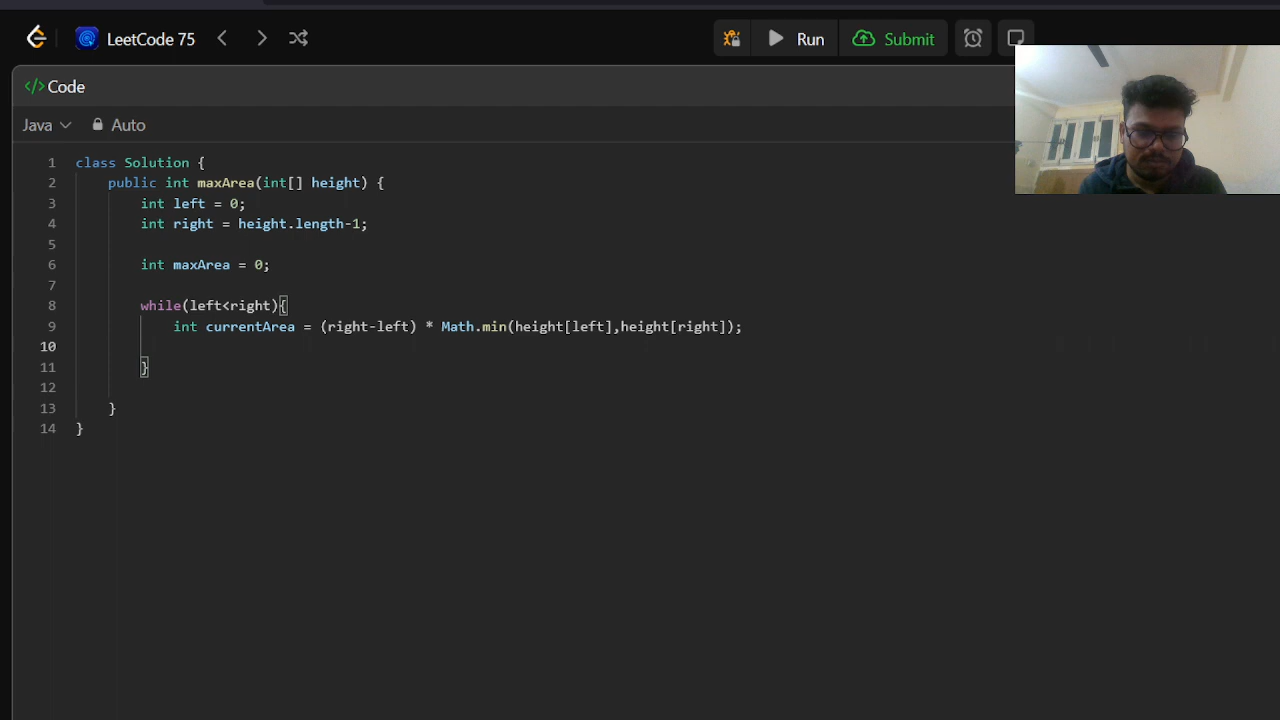 LeetCode 75
Run
Submit
</> Code
Java
Auto
1 class Solution {
2 public int maxArea(int[] height) {
3 int left = 0;
4 int right = height.length-1;
5
6 int maxArea = 0;
7
8 while(left<right){
9 int currentArea = (right-left) * Math.min(height[left],height[right]);
10
11 }
12
13 }
14 }